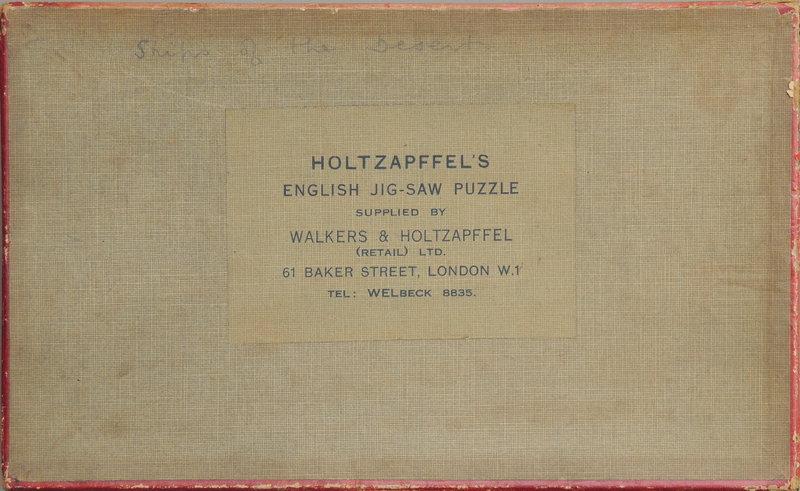 Ships of the Desert
HOLTZAPFFEL'S
ENGLISH JIG-SAW PUZZLE
SUPPLIED BY
WALKERS & HOLTZAPFFEL
(RETAIL) LTD.
61 BAKER STREET, LONDON W.1
TEL: WELBECK 8835.